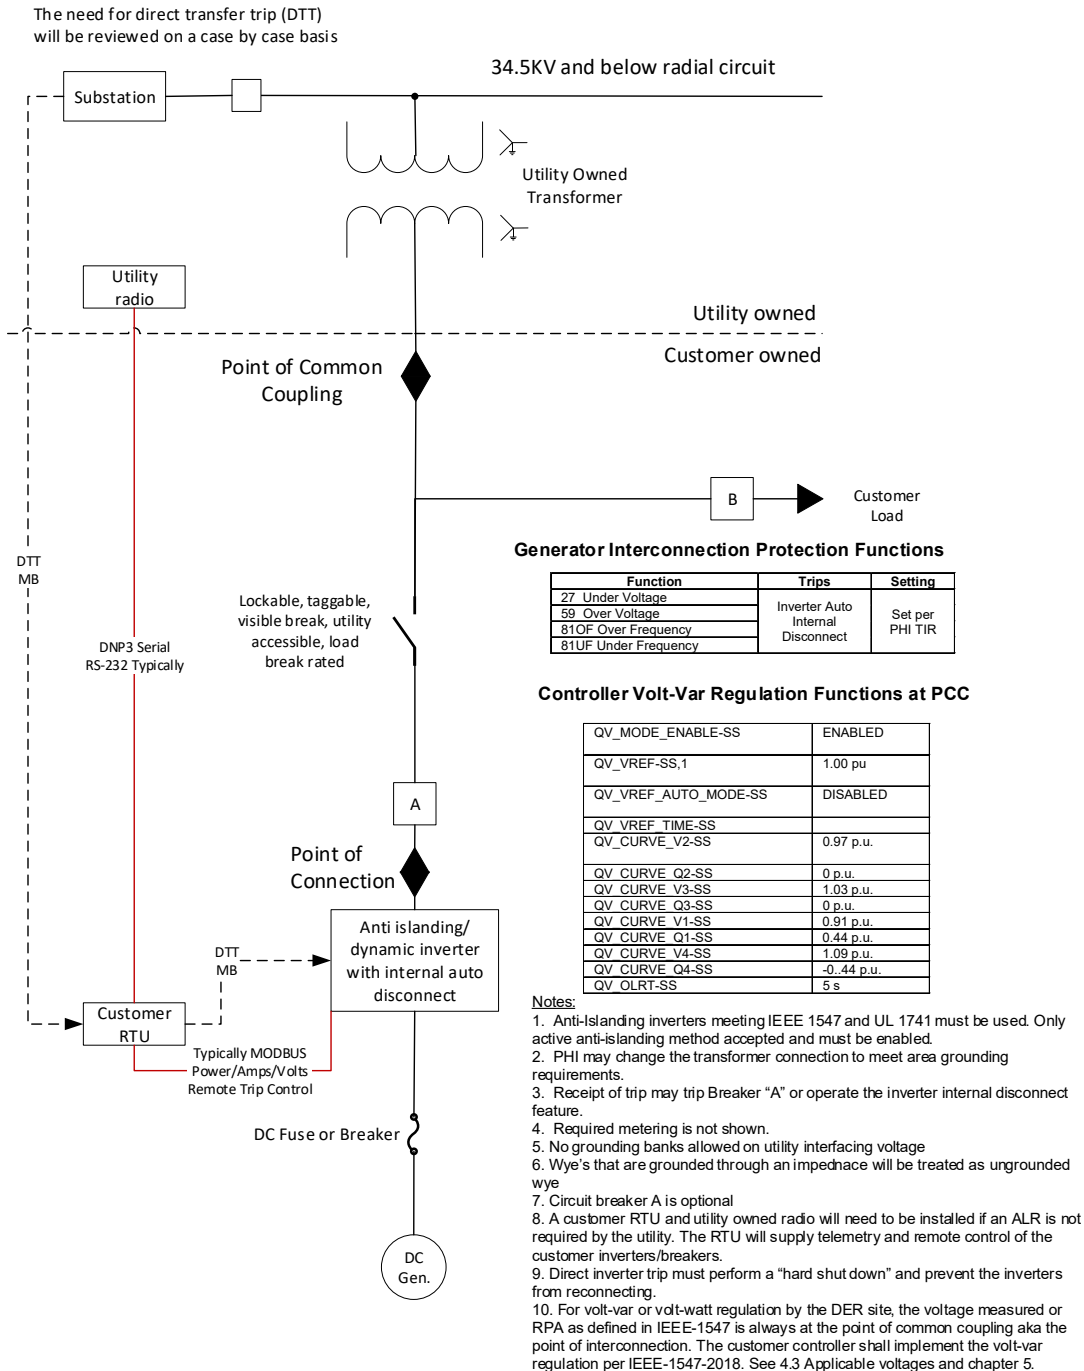 The need for direct transfer trip (DTT)
will be reviewed on a case by case basis
34.5KV and below radial circuit
Substation
Utility Owned
Transformer
Utility
radio
Utility owned
Customer owned
Point of Common
Coupling
B
Customer
Load
DTT
MB
Generator Interconnection Protection Functions
Function Trips Setting
27 Under Voltage
59 Over Voltage
81OF Over Frequency
81UF Under Frequency
Inverter Auto
Internal
Disconnect
Set per
PHI TIR
Lockable, taggable,
visible break, utility
accessible, load
break rated
DNP3 Serial
RS-232 Typically
Controller Volt-Var Regulation Functions at PCC
QV_MODE_ENABLE-SS ENABLED
QV_VREF-SS,1 1.00 pu
QV_VREF_AUTO_MODE-SS DISABLED
QV_VREF_TIME-SS
QV_CURVE_V2-SS 0.97 p.u.
QV_CURVE_Q2-SS 0 p.u.
QV_CURVE_V3-SS 1.03 p.u.
QV_CURVE_Q3-SS 0 p.u.
QV_CURVE_V1-SS 0.91 p.u.
QV_CURVE_Q1-SS 0.44 p.u.
QV_CURVE_V4-SS 1.09 p.u.
QV_CURVE_Q4-SS -0..44 p.u.
QV_OLRT-SS 5 s
A
Point of
Connection
Anti islanding/
dynamic inverter
with internal auto
disconnect
DTT
MB
Customer
RTU
Typically MODBUS
Power/Amps/Volts
Remote Trip Control
DC Fuse or Breaker
DC
Gen.
Notes:
1. Anti-Islanding inverters meeting IEEE 1547 and UL 1741 must be used. Only
active anti-islanding method accepted and must be enabled.
2. PHI may change the transformer connection to meet area grounding
requirements.
3. Receipt of trip may trip Breaker “A” or operate the inverter internal disconnect
feature.
4. Required metering is not shown.
5. No grounding banks allowed on utility interfacing voltage
6. Wye's that are grounded through an impednace will be treated as ungrounded
wye
7. Circuit breaker A is optional
8. A customer RTU and utility owned radio will need to be installed if an ALR is not
required by the utility. The RTU will supply telemetry and remote control of the
customer inverters/breakers.
9. Direct inverter trip must perform a “hard shut down” and prevent the inverters
from reconnecting.
10. For volt-var or volt-watt regulation by the DER site, the voltage measured or
RPA as defined in IEEE-1547 is always at the point of common coupling aka the
point of interconnection. The customer controller shall implement the volt-var
regulation per IEEE-1547-2018. See 4.3 Applicable voltages and chapter 5.